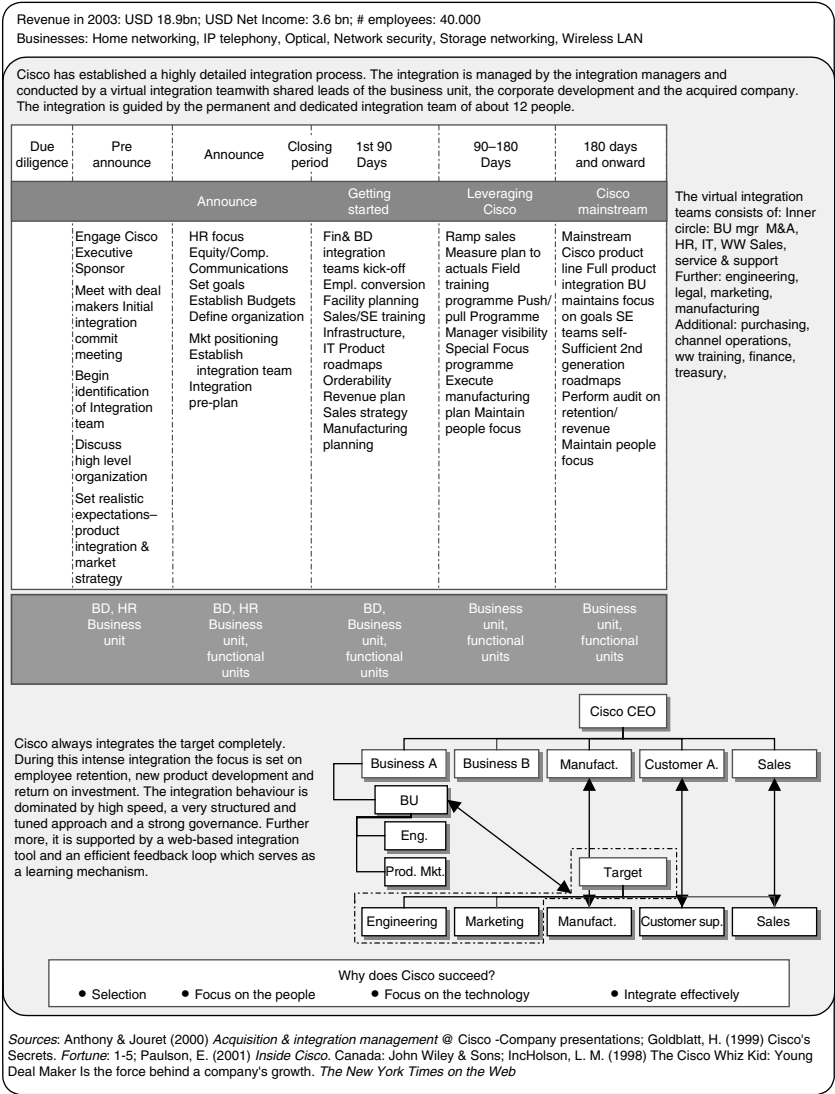 Revenue in 2003: USD 18.9bn; USD Net Income: 3.6 bn; # employees: 40.000
Businesses: Home networking, IP telephony, Optical, Network security, Storage networking, Wireless LAN
Cisco has established a highly detailed integration process. The integration is managed by the integration managers and
conducted by a virtual integration teamwith shared leads of the business unit, the corporate development and the acquired company.
The integration is guided by the permanent and dedicated integration team of about 12 people.
Due
diligence
Pre
announce
Announce
Closing
period
1st 90
Days
90–180
Days
180 days
and onward
Announce
Getting
started
Leveraging
Cisco
Cisco
mainstream
Engage Cisco
Executive
Sponsor
Meet with deal
makers Initial
integration
commit
meeting
Begin
identification
of Integration
team
Discuss
high level
organization
Set realistic
expectations–
product
integration &
market
strategy
HR focus
Equity/Comp.
Communications
Set goals
Establish Budgets
Define organization
Mkt positioning
Establish
integration team
Integration
pre-plan
Fin& BD
integration
teams kick-off
Empl. conversion
Facility planning
Sales/SE training
Infrastructure,
IT Product
roadmaps
Orderability
Revenue plan
Sales strategy
Manufacturing
planning
Ramp sales
Measure plan to
actuals Field
training
programme Push/
pull Programme
Manager visibility
Special Focus
programme
Execute
manufacturing
plan Maintain
people focus
Mainstream
Cisco product
line Full product
integration BU
maintains focus
on goals SE
teams self-
Sufficient 2nd
generation
roadmaps
Perform audit on
retention/
revenue
Maintain people
focus
The virtual integration
teams consists of: Inner
circle: BU mgr M&A,
HR, IT, WW Sales,
service & support
Further: engineering,
legal, marketing,
manufacturing
Additional: purchasing,
channel operations,
ww training, finance,
treasury,
BD, HR
Business
unit
BD, HR
Business
unit,
functional
units
BD,
Business
unit,
functional
units
Business
unit,
functional
units
Business
unit,
functional
units
Cisco always integrates the target completely.
During this intense integration the focus is set on
employee retention, new product development and
return on investment. The integration behaviour is
dominated by high speed, a very structured and
tuned approach and a strong governance. Further
more, it is supported by a web-based integration
tool and an efficient feedback loop which serves as
a learning mechanism.
Cisco CEO
Business A
Business B
Manufact.
Customer A.
Sales
BU
Eng.
Prod. Mkt.
Target
Engineering
Marketing
Manufact.
Customer sup.
Sales
Why does Cisco succeed?
● Selection
● Focus on the people
● Focus on the technology
● Integrate effectively
Sources: Anthony & Jouret (2000) Acquisition & integration management @ Cisco -Company presentations; Goldblatt, H. (1999) Cisco's
Secrets. Fortune: 1-5; Paulson, E. (2001) Inside Cisco. Canada: John Wiley & Sons; IncHolson, L. M. (1998) The Cisco Whiz Kid: Young
Deal Maker Is the force behind a company's growth. The New York Times on the Web